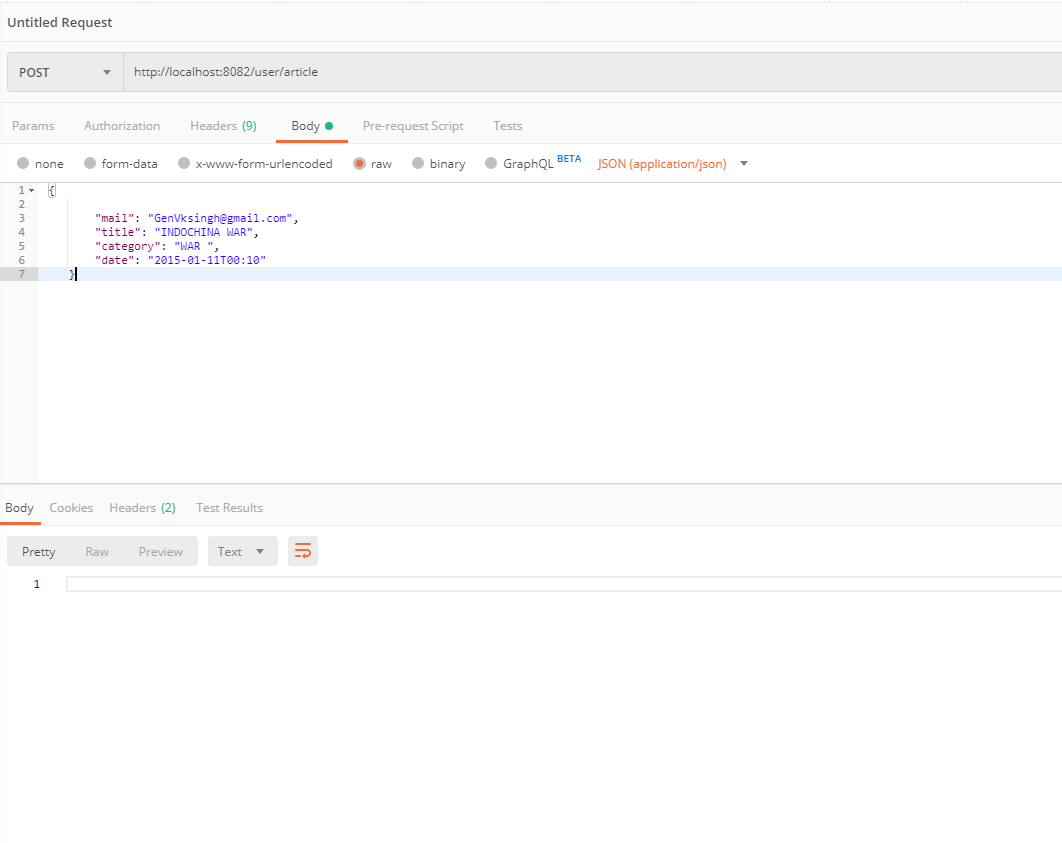 Untitled Request
POST http://localhost:8082/user/article
Params Authorization Headers (9) Body Pre-request Script Tests
none form-data x-www-form-urlencoded raw binary GraphQL BETA JSON (application/json)
1 {
2
3 "mail": "GenVksingh@gmail.com",
4 "title": "INDOCHINA WAR",
5 "category": "WAR ",
6 "date": "2015-01-11T00:10"
7 }
Body Cookies Headers (2) Test Results
Pretty Raw Preview Text
1